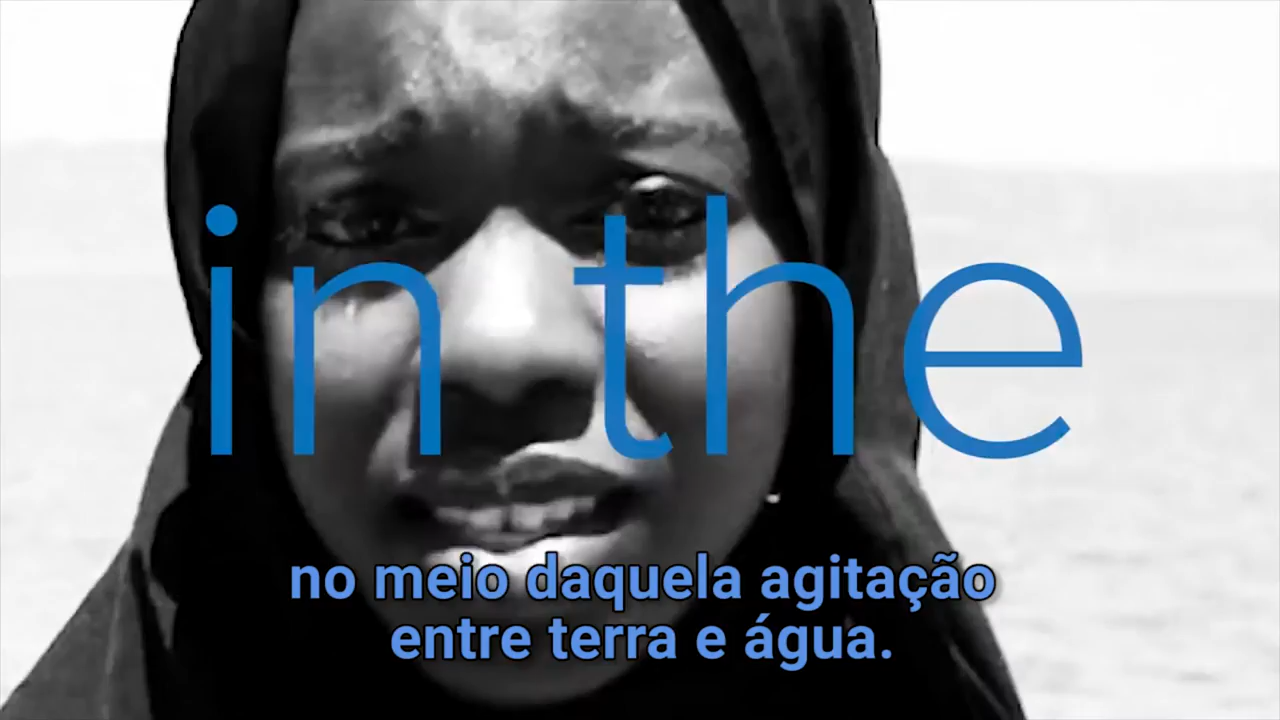 in the
no meio daquela agitação
entre terra e água.